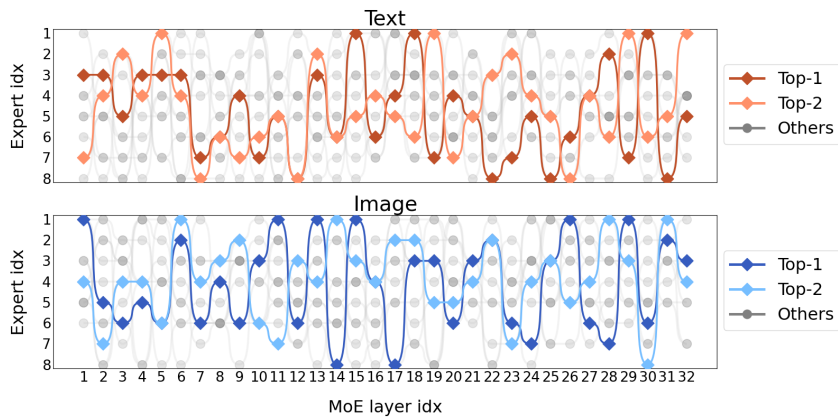 Text
Expert idx
1
2
3
4
5
6
7
8
Top-1
Top-2
Others
Image
Expert idx
1
2
3
4
5
6
7
8
Top-1
Top-2
Others
1 2 3 4 5 6 7 8 9 10 11 12 13 14 15 16 17 18 19 20 21 22 23 24 25 26 27 28 29 30 31 32
MoE layer idx